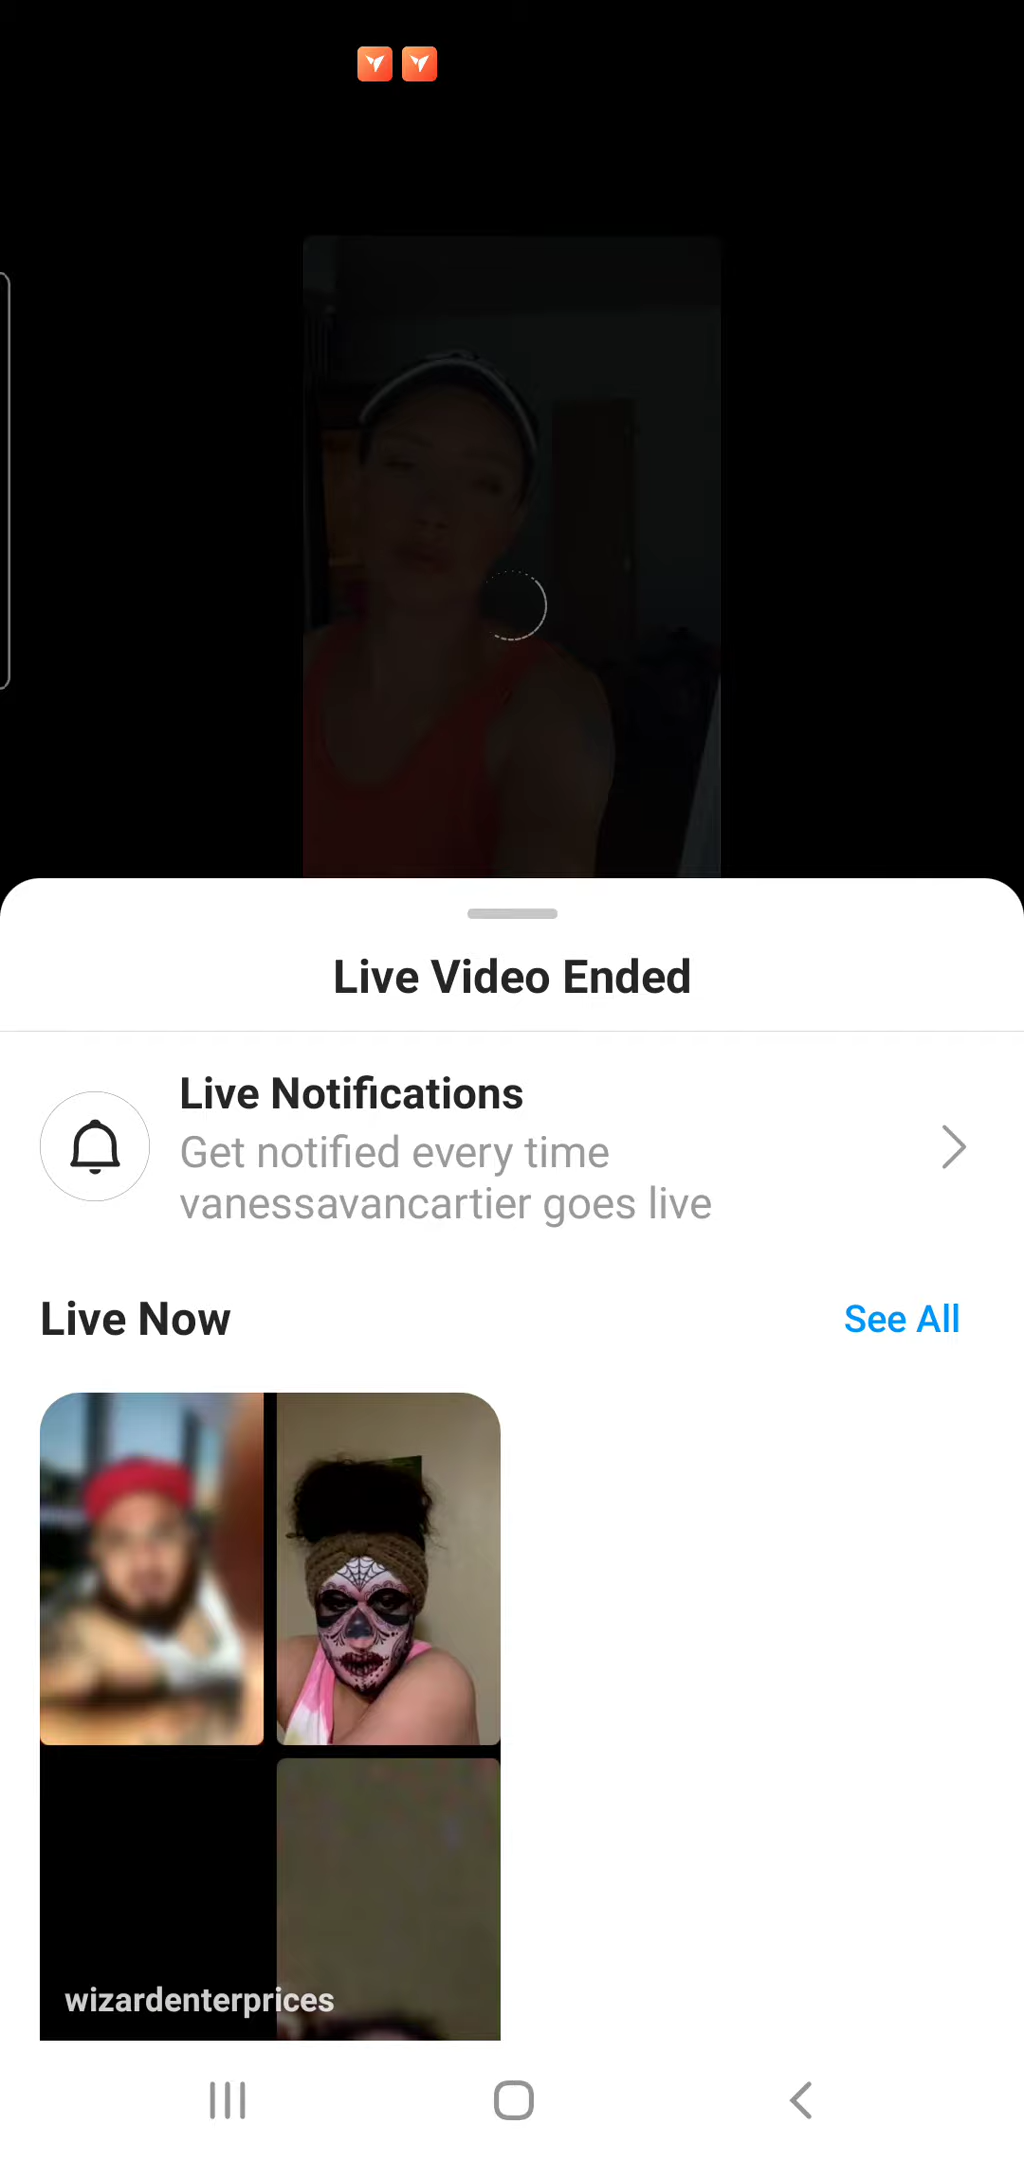 Live Video Ended
Live Notifications
Get notified every time
vanessavancartier goes live
Live Now
See All
wizardenterprices